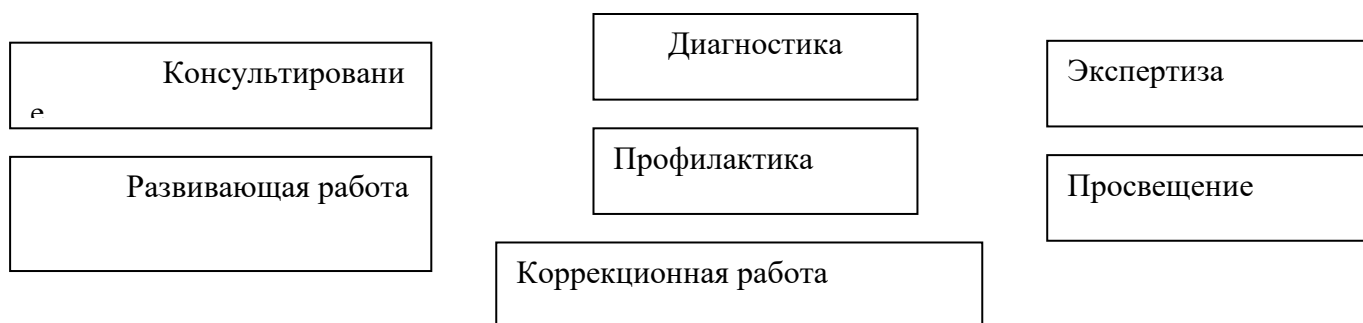 Диагностика
Консультировани
е
Экспертиза
Профилактика
Развивающая работа
Просвещение
Коррекционная работа